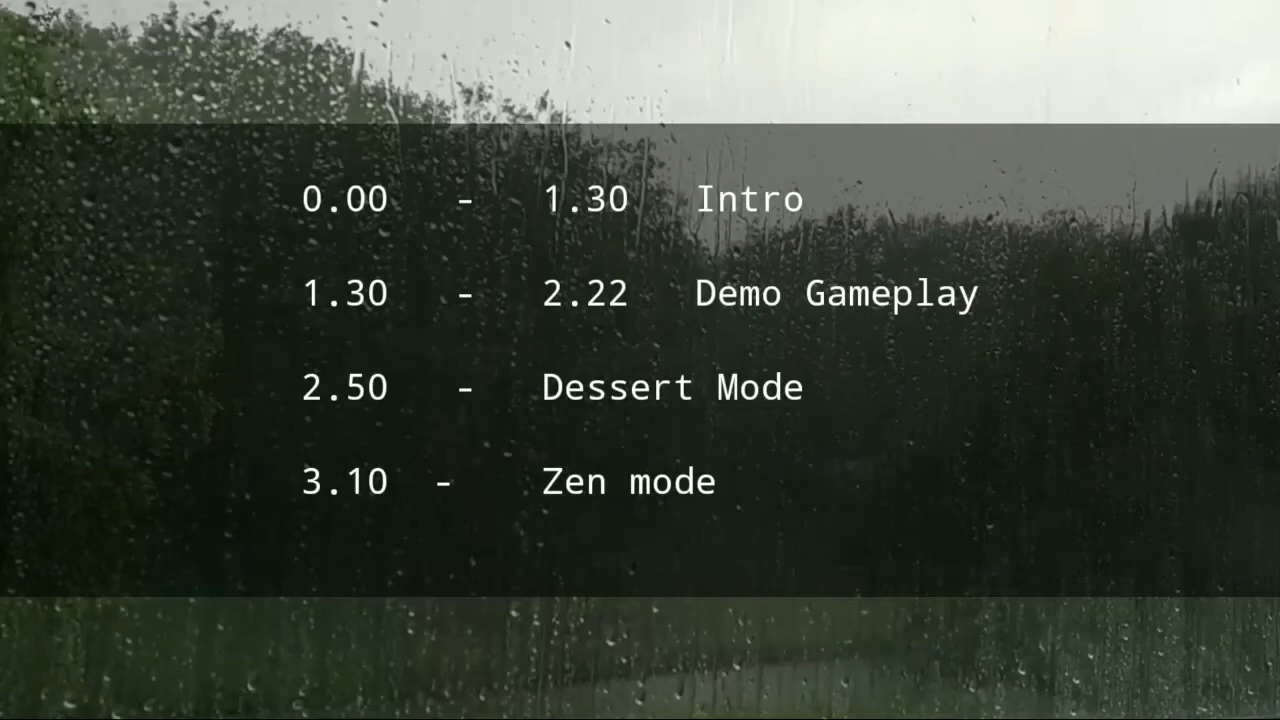 0.00 - 1.30 Intro
1.30 - 2.22 Demo Gameplay
2.50 - Dessert Mode
3.10 - Zen mode